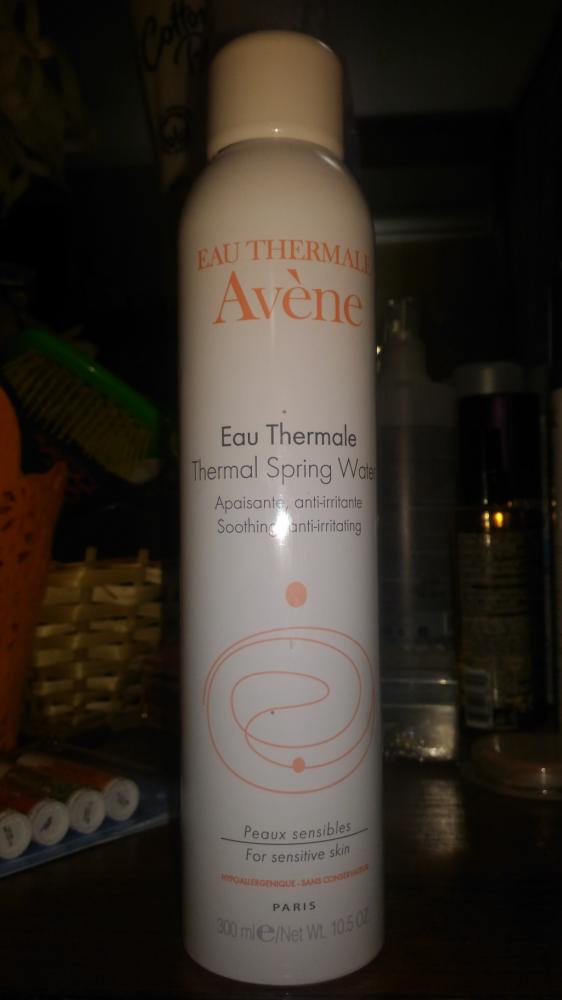 Cotton
EAU THERMALE
Avène
Eau Thermale
Thermal Spring Water
Apaisante, anti-irritante
Soothing, anti-irritating
Peaux sensibles
For sensitive skin
HYPOALLERGENIQUE - SANS CONSERVATEUR
PARIS
300 ml e/Net Wt. 10.5 OZ.